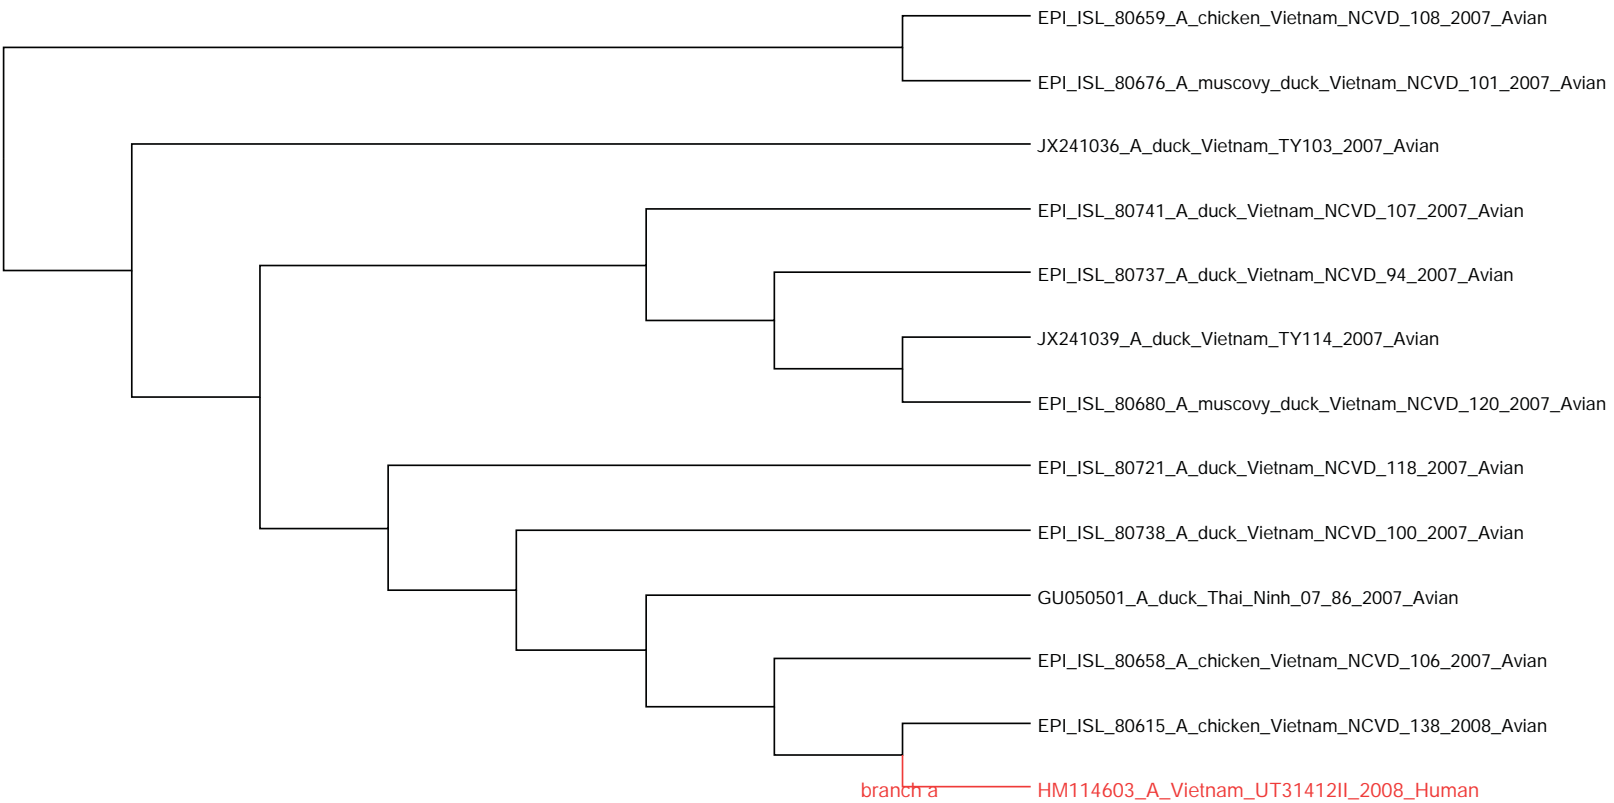 EPI_ISL_80659_A_chicken_Vietnam_NCVD_108_2007_Avian
EPI_ISL_80676_A_muscovy_duck_Vietnam_NCVD_101_2007_Avian
JX241036_A_duck_Vietnam_TY103_2007_Avian
EPI_ISL_80741_A_duck_Vietnam_NCVD_107_2007_Avian
EPI_ISL_80737_A_duck_Vietnam_NCVD_94_2007_Avian
JX241039_A_duck_Vietnam_TY114_2007_Avian
EPI_ISL_80680_A_muscovy_duck_Vietnam_NCVD_120_2007_Avian
EPI_ISL_80721_A_duck_Vietnam_NCVD_118_2007_Avian
EPI_ISL_80738_A_duck_Vietnam_NCVD_100_2007_Avian
GU050501_A_duck_Thai_Ninh_07_86_2007_Avian
EPI_ISL_80658_A_chicken_Vietnam_NCVD_106_2007_Avian
EPI_ISL_80615_A_chicken_Vietnam_NCVD_138_2008_Avian
branch a HM114603_A_Vietnam_UT31412II_2008_Human